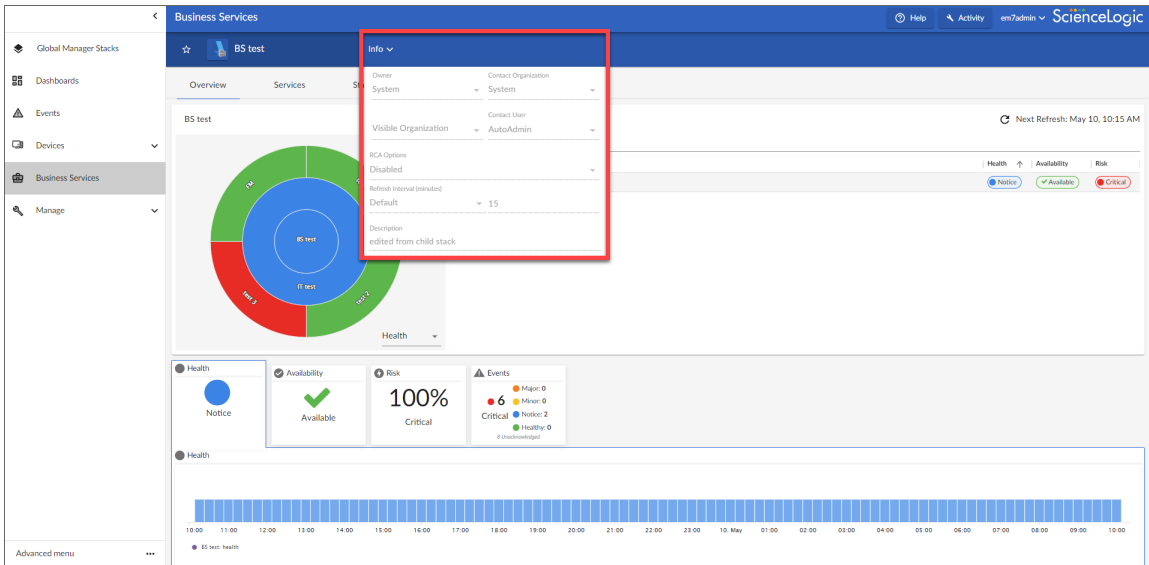 Business Services
Help
Activity
em7admin
ScienceLogic
Global Manager Stacks
Dashboards
Events
Devices
Business Services
Manage
Advanced menu
BS test
Info
Overview
Services
Owner
System
Contact Organization
System
Visible Organization
Contact User
AutoAdmin
RCA Options
Disabled
Refresh Interval (minutes)
Default
15
Description
edited from child stack
BS test
Next Refresh: May 10, 10:15 AM
Health
Availability
Risk
Notice
Available
Critical
BS test
IT test
test 3
test 2
Health
Health
Notice
Availability
Available
Risk
100%
Critical
Events
6
Critical
Major: 0
Minor: 0
Notice: 2
Healthy: 0
8 Unacknowledged
Health
10:00 11:00 12:00 13:00 14:00 15:00 16:00 17:00 18:00 19:00 20:00 21:00 22:00 23:00 10. May 01:00 02:00 03:00 04:00 05:00 06:00 07:00 08:00 09:00 10:00
BS test: health